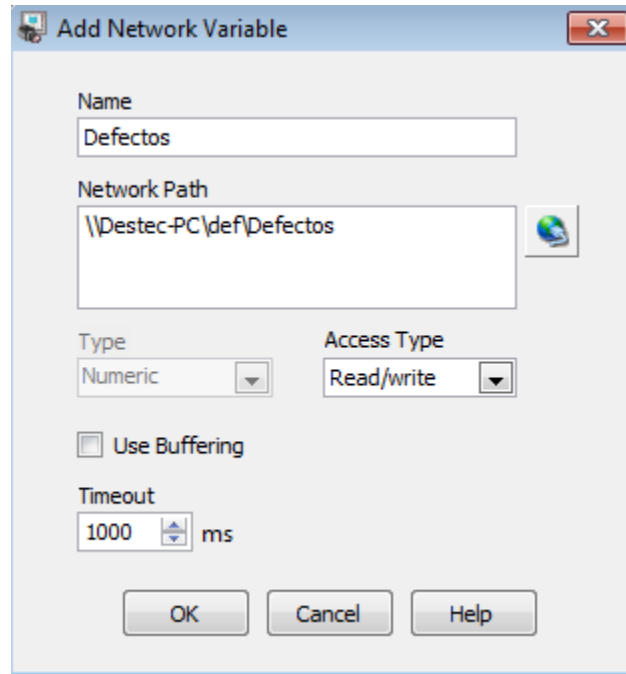 Add Network Variable
Name
Defectos
Network Path
\\Destec-PC\def\Defectos
Type
Access Type
Numeric
Read/write
Use Buffering
Timeout
1000 ms
OK Cancel Help